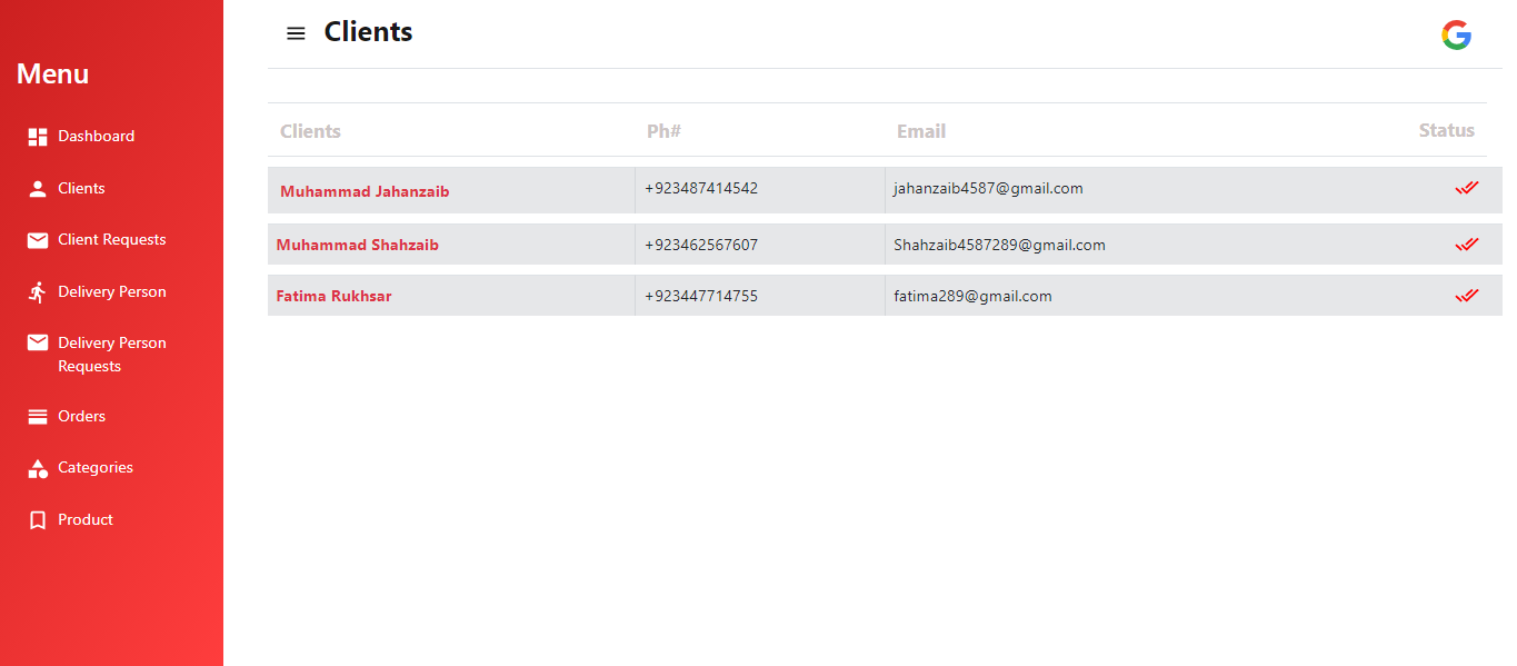 Menu
Dashboard
Clients
Client Requests
Delivery Person
Delivery Person
Requests
Orders
Categories
Product
Clients
Clients Ph# Email Status
Muhammad Jahanzaib +923487414542 jahanzaib4587@gmail.com
Muhammad Shahzaib +923462567607 Shahzaib4587289@gmail.com
Fatima Rukhsar +923447714755 fatima289@gmail.com